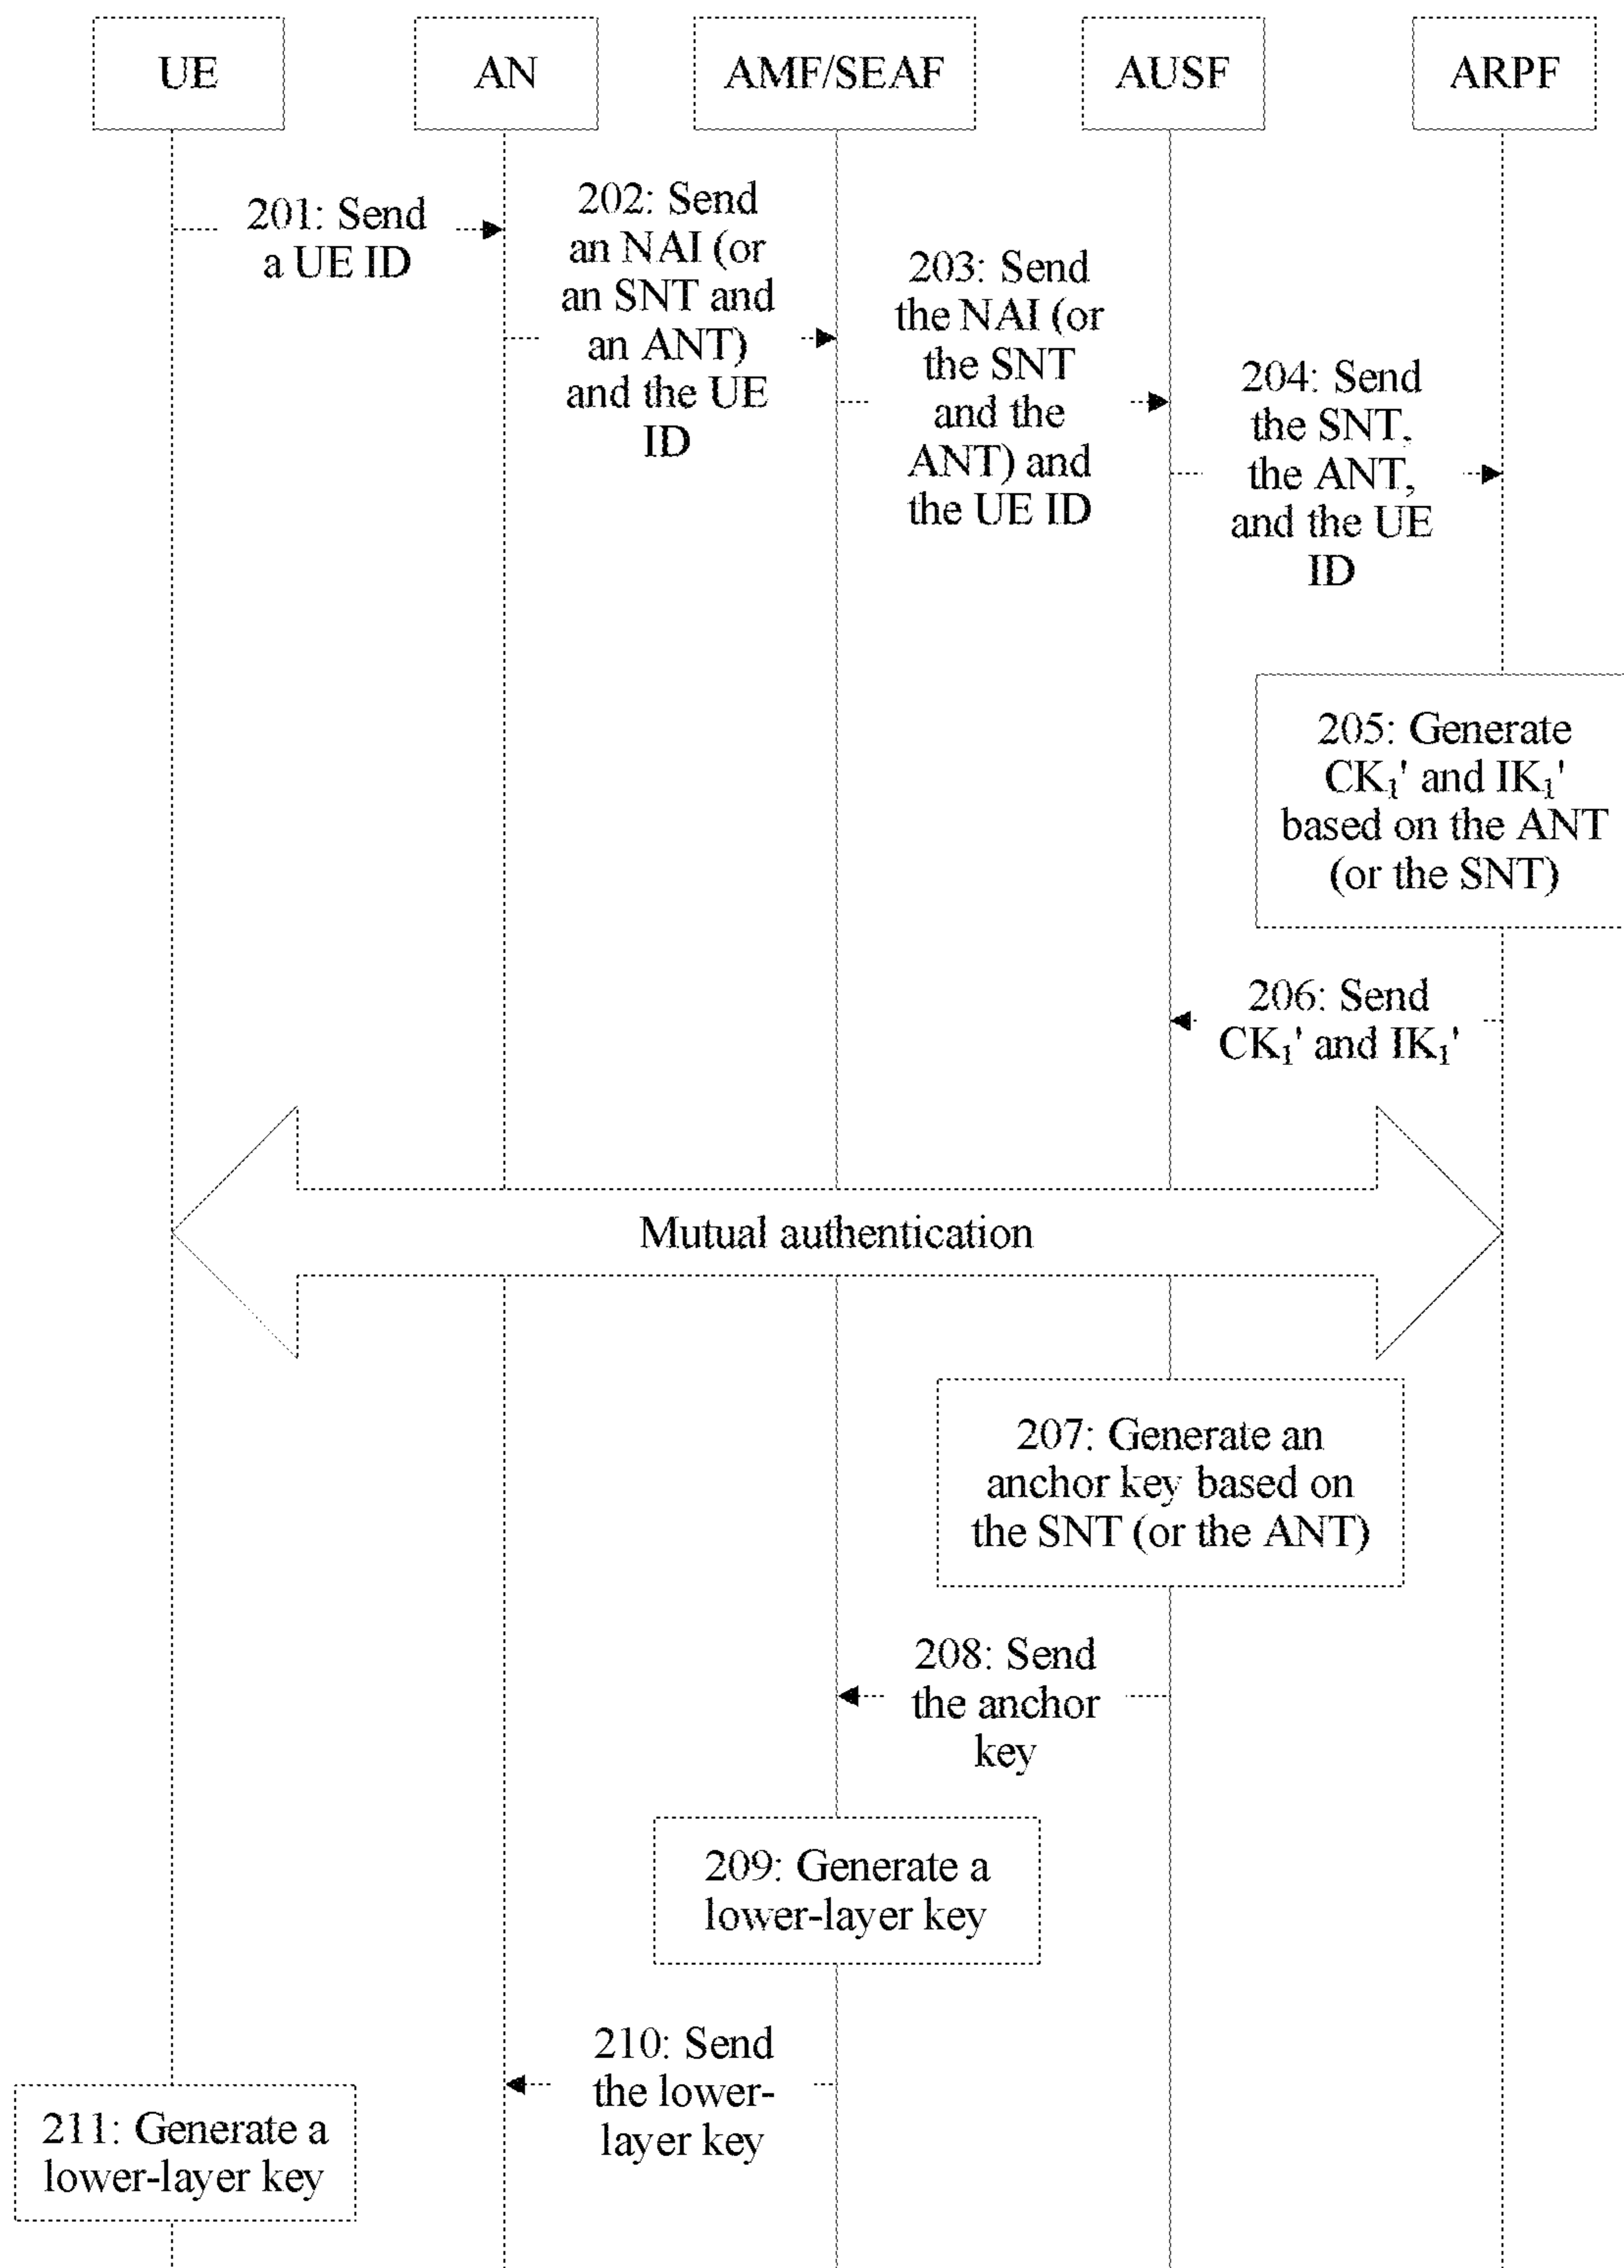 UE
AN
AMF/SEAF
AUSF
ARPF
201: Send
a UE ID
202: Send
an NAI (or
an SNT and
an ANT)
and the UE
ID
203: Send
the NAI (or
the SNT
and the
ANT) and
the UE ID
204: Send
the SNT,
the ANT,
and the UE
ID
205: Generate
CK₁' and IK₁'
based on the ANT
(or the SNT)
206: Send
CK₁' and IK₁'
Mutual authentication
207: Generate an
anchor key based on
the SNT (or the ANT)
208: Send
the anchor
key
209: Generate a
lower-layer key
210: Send
the lower-
layer key
211: Generate a
lower-layer key